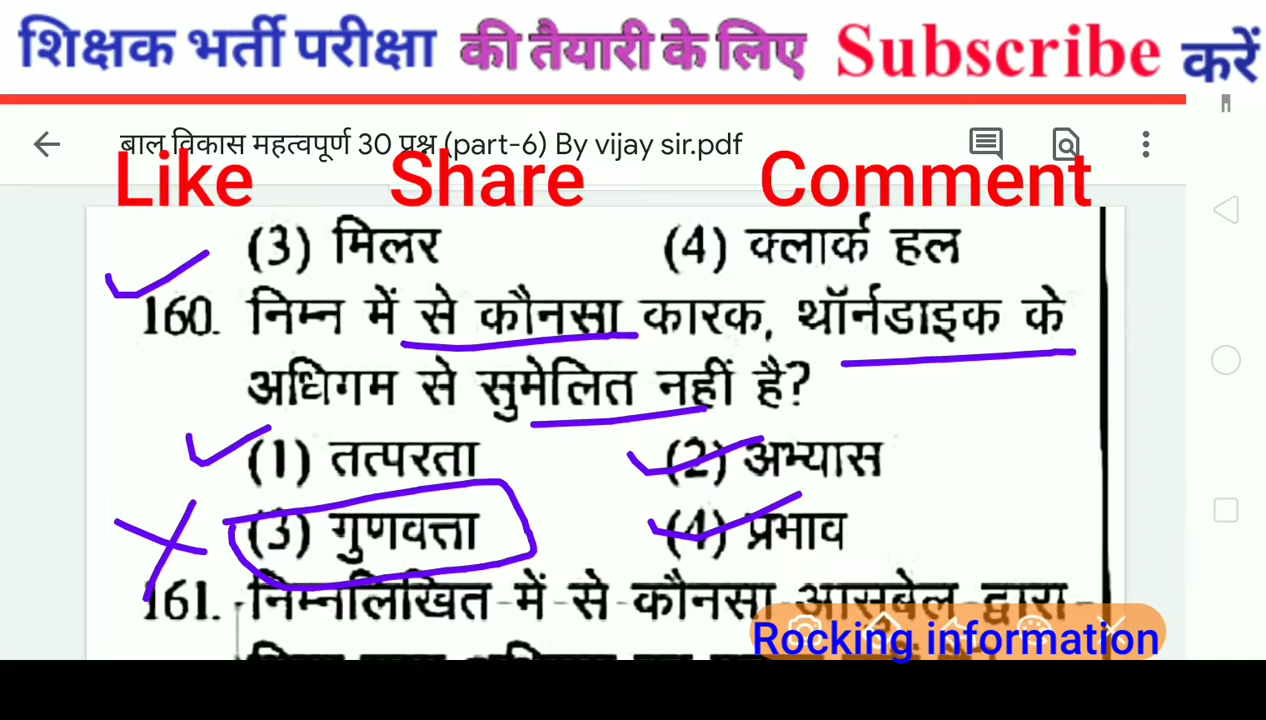 शिक्षक भर्ती परीक्षा की तैयारी के लिए Subscribe करें
बाल विकास महत्वपूर्ण 30 प्रश्न (part-6) By vijay sir.pdf
Like Share Comment
(3) मिलर (4) क्लार्क हल
160. निम्न में से कौनसा कारक, थॉर्नडाइक के
अधिगम से सुमेलित नहीं है?
(1) तत्परता (2) अभ्यास
(3) गुणवत्ता (4) प्रभाव
161. निम्नलिखित में से कौनसा आसुबेल द्वारा
Rocking information